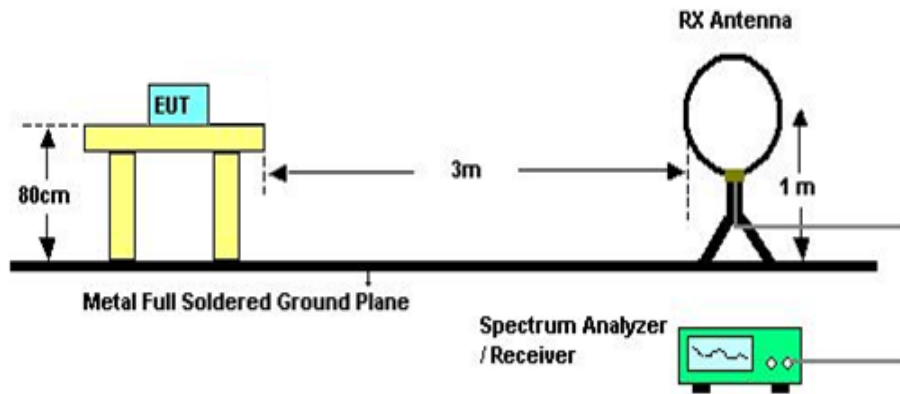 RX Antenna
EUT
80cm
3m
1 m
Metal Full Soldered Ground Plane
Spectrum Analyzer
/ Receiver